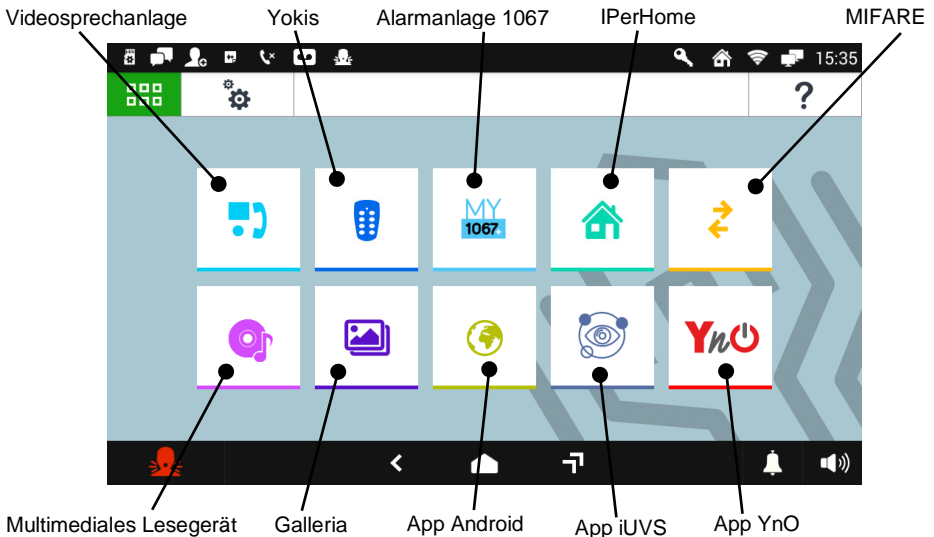 Videosprechanlage Yokis Alarmanlage 1067 IPerHome MIFARE
15:35
?
MY
1067+
YnO
Multimediales Lesegerät Galleria App Android App iUVS App YnO